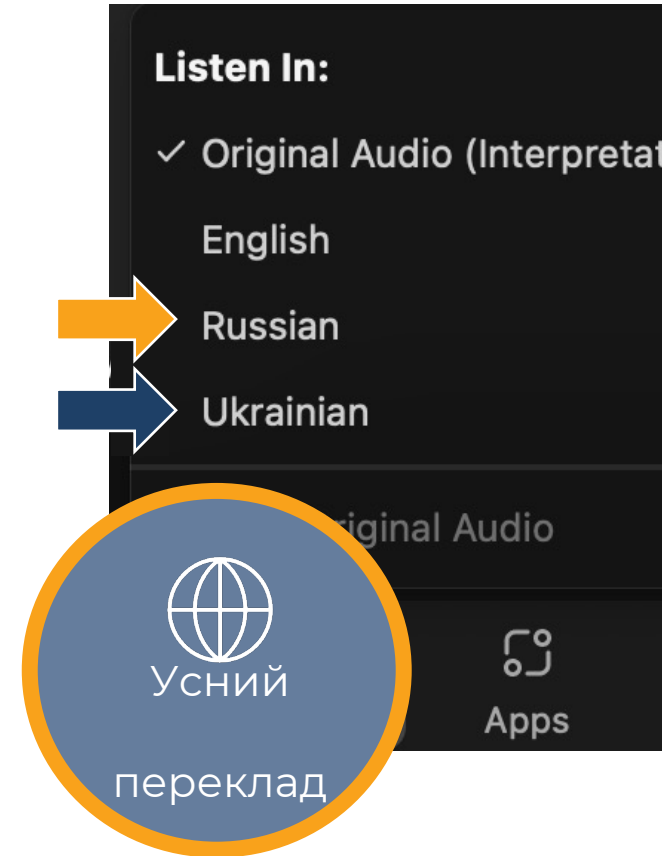 Listen In:
✓ Original Audio (Interpretat
English
Russian
Ukrainian
riginal Audio
Apps
Усний
переклад